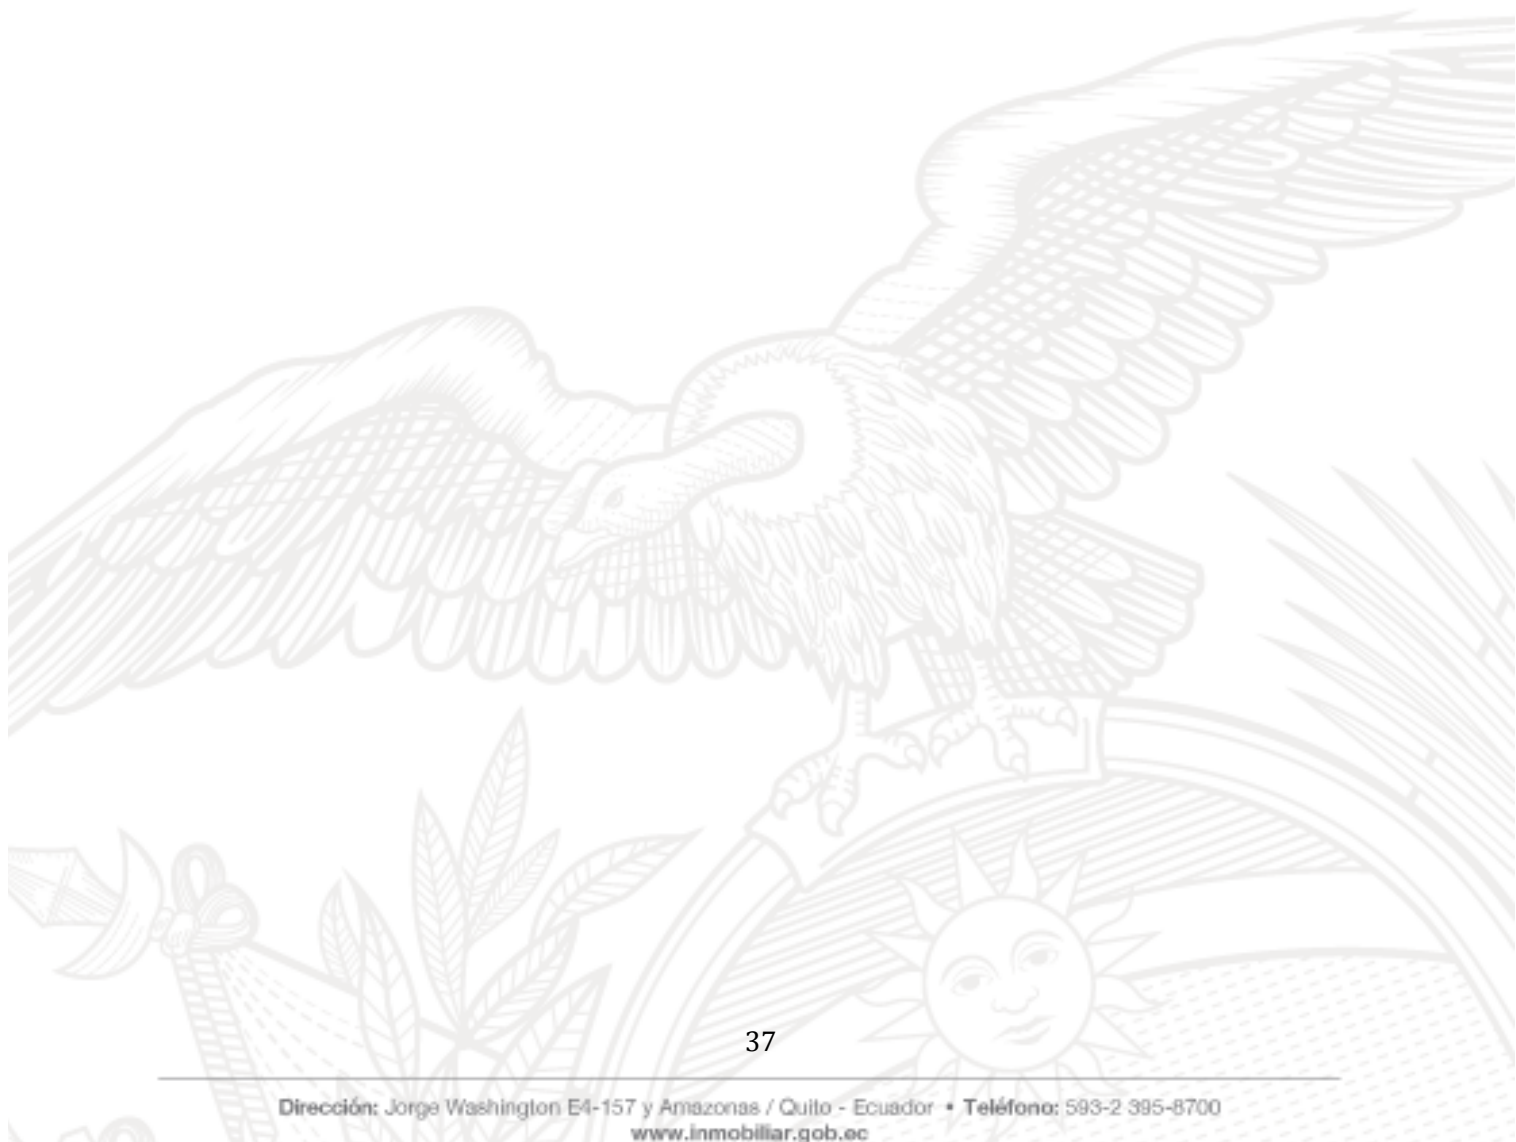 37
Dirección: Jorge Washington E4-157 y Amazonas / Quito - Ecuador • Teléfono: 593-2 395-8700
www.inmobiliar.gob.ec